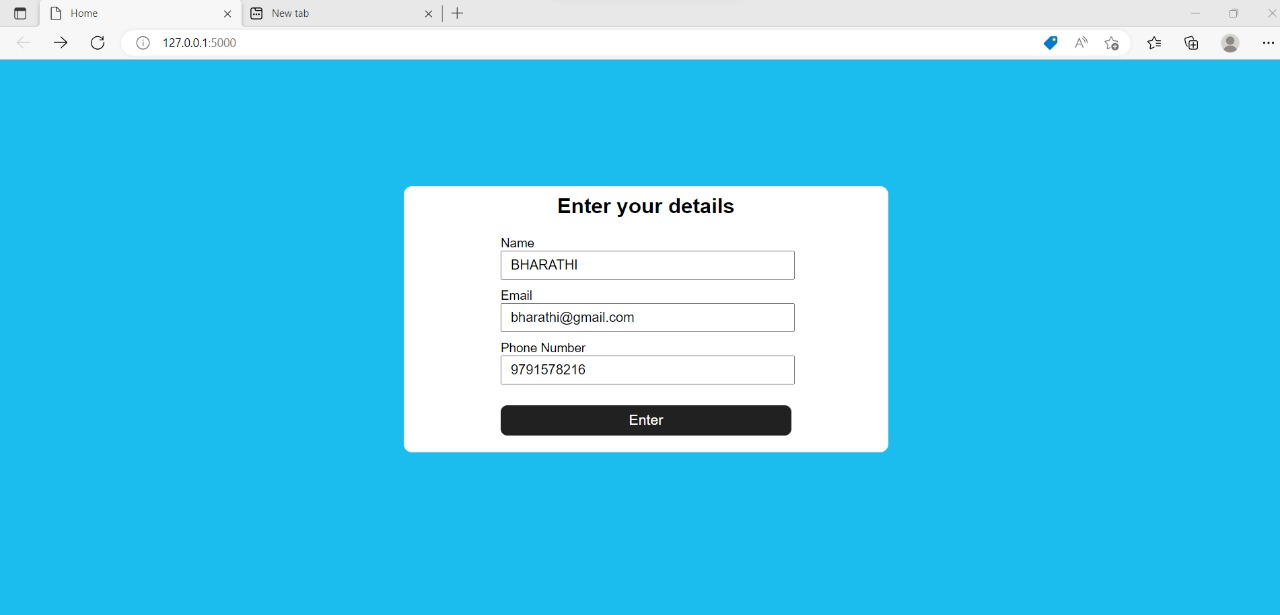 Home
New tab
127.0.0.1:5000
Enter your details
Name
BHARATHI
Email
bharathi@gmail.com
Phone Number
9791578216
Enter